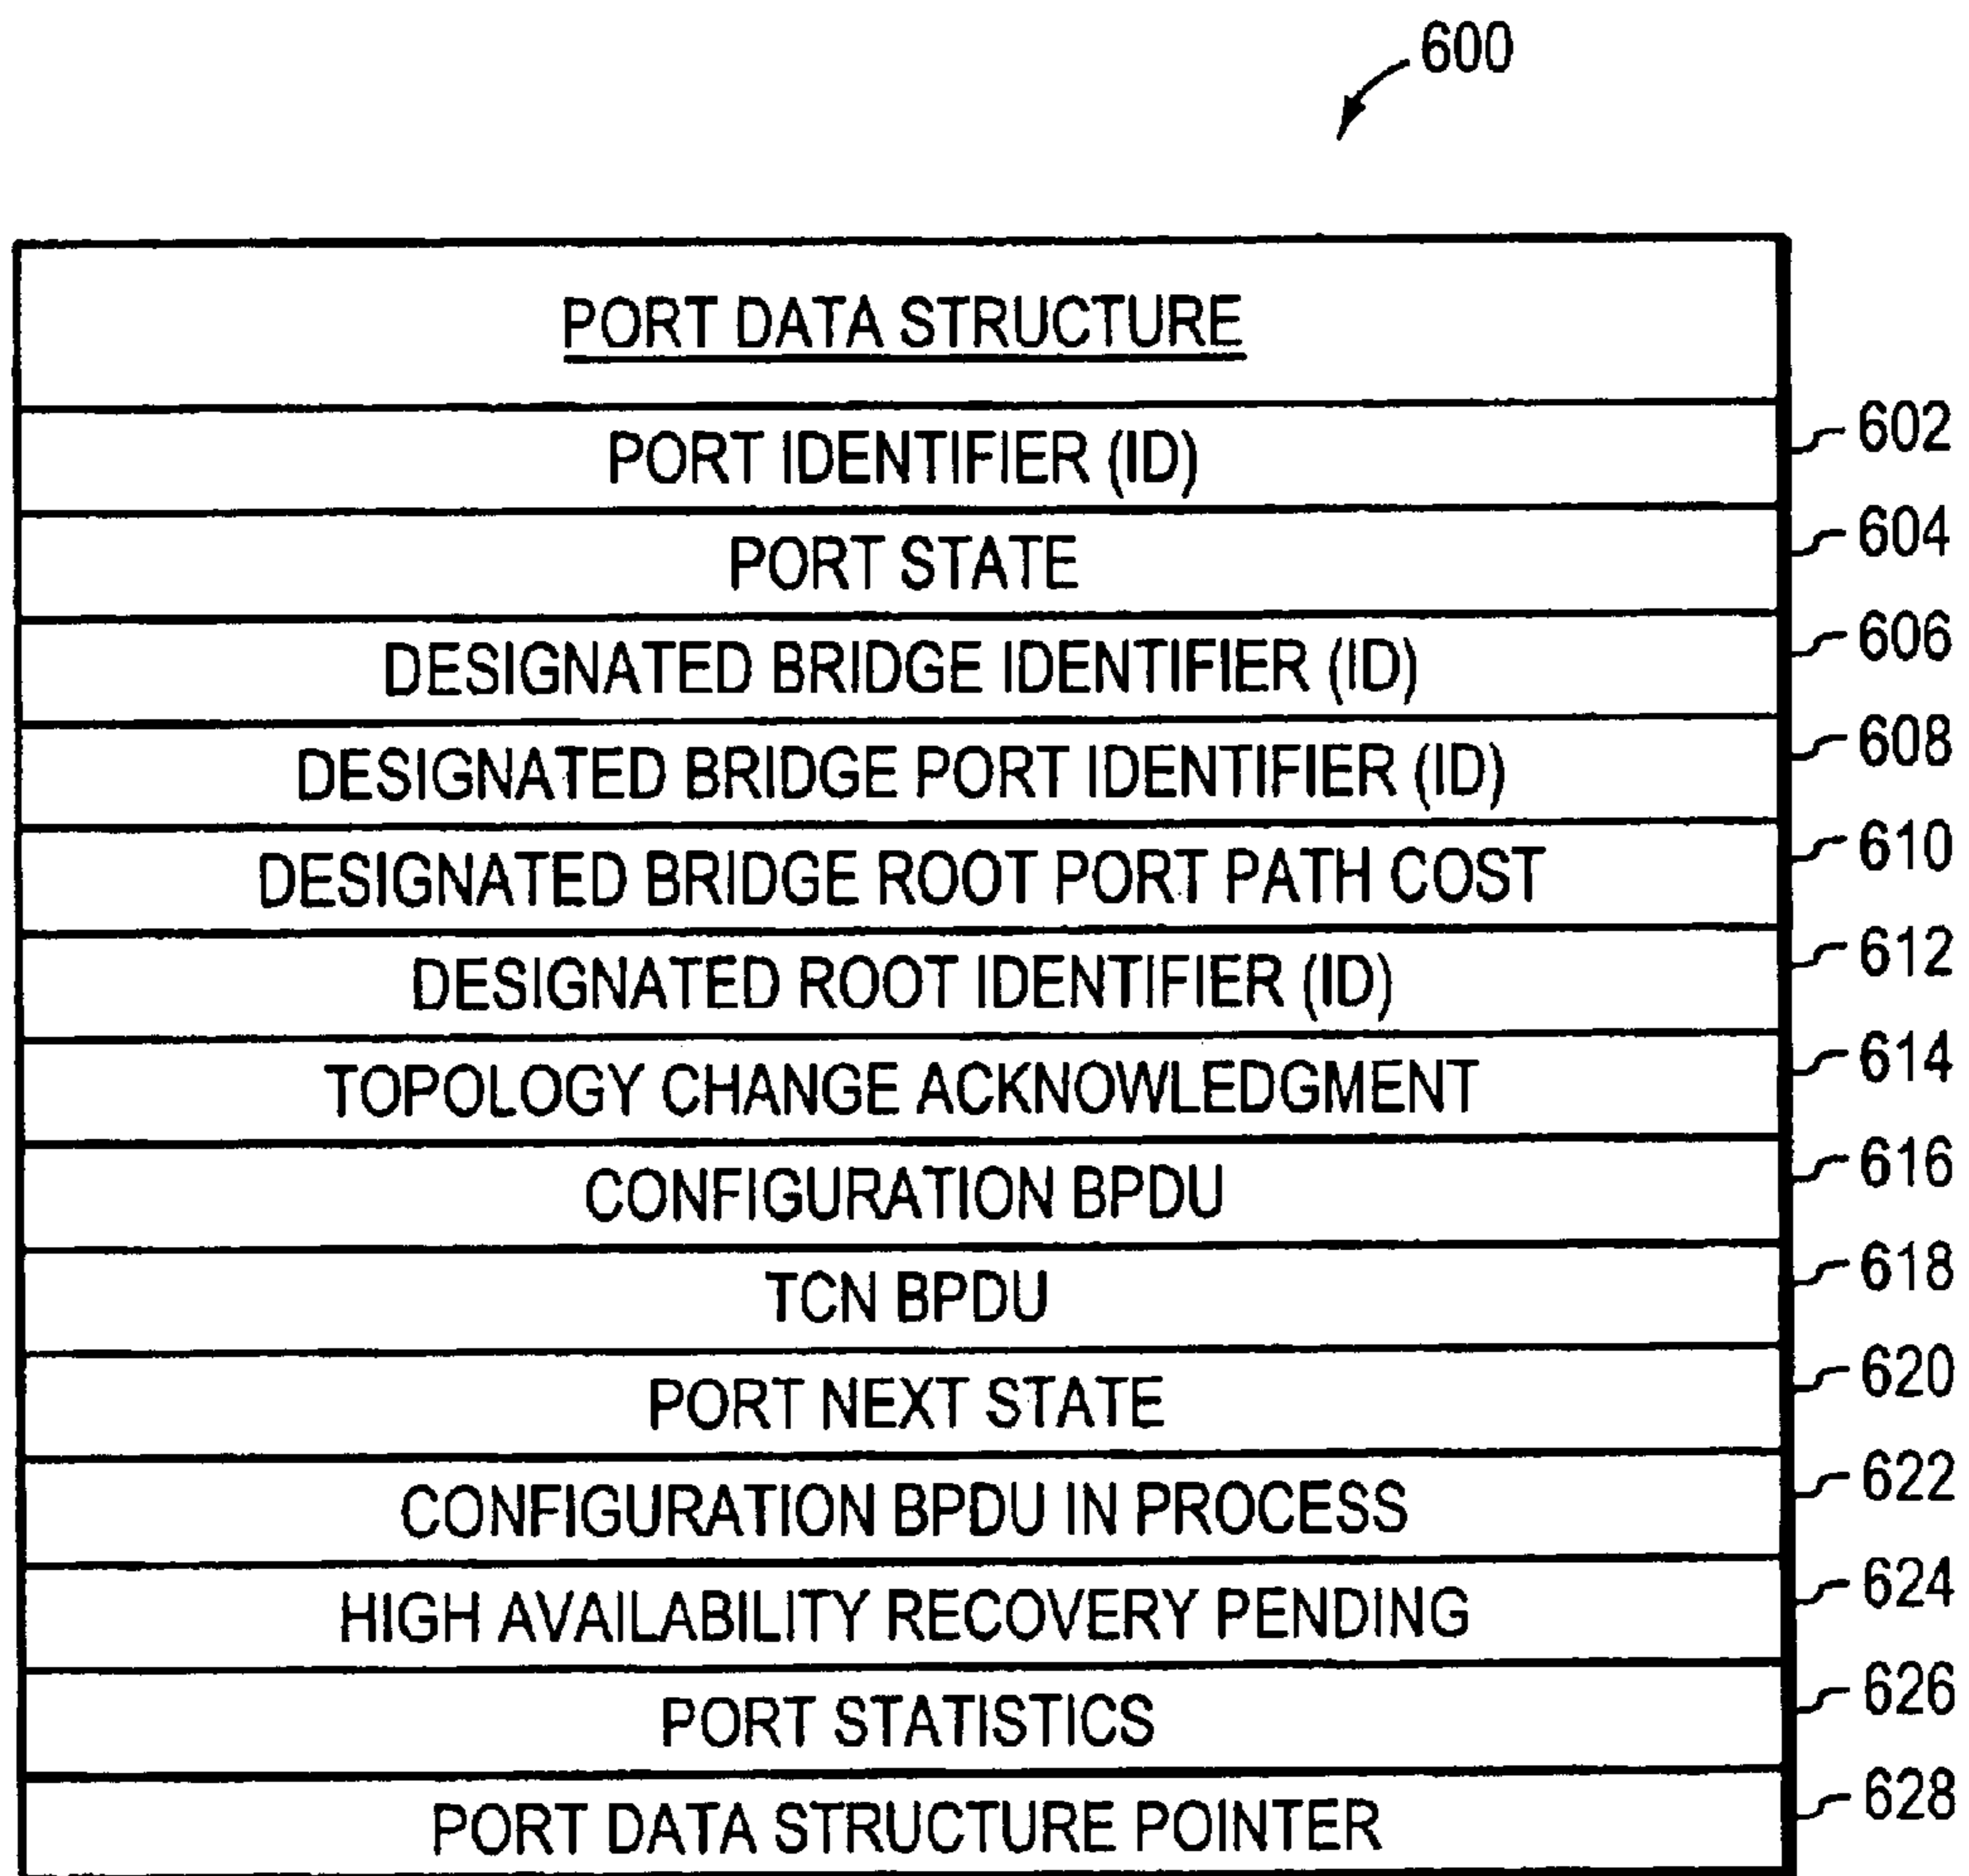 600
PORT DATA STRUCTURE
PORT IDENTIFIER (ID) 602
PORT STATE 604
DESIGNATED BRIDGE IDENTIFIER (ID) 606
DESIGNATED BRIDGE PORT IDENTIFIER (ID) 608
DESIGNATED BRIDGE ROOT PORT PATH COST 610
DESIGNATED ROOT IDENTIFIER (ID) 612
TOPOLOGY CHANGE ACKNOWLEDGMENT 614
CONFIGURATION BPDU 616
TCN BPDU 618
PORT NEXT STATE 620
CONFIGURATION BPDU IN PROCESS 622
HIGH AVAILABILITY RECOVERY PENDING 624
PORT STATISTICS 626
PORT DATA STRUCTURE POINTER 628